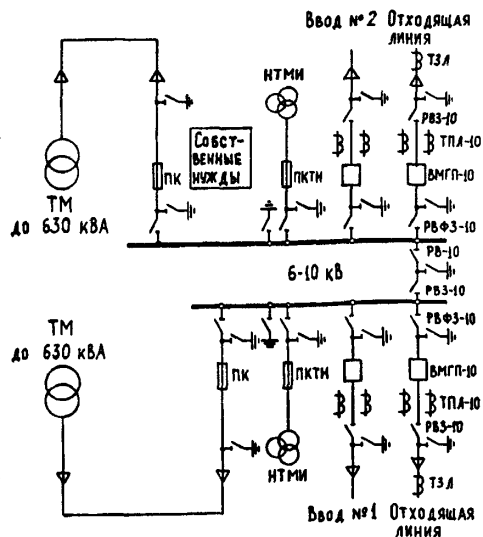 Ввод №2 Отходящая
линия
ТЗЛ
НТМИ
РВЗ-10
Собст-
венные
нужды
ТПЛ-10
ПК
ПКТН
ВМГП-10
ТМ
до 630 кВА
РВФЗ-10
РВ-10
6-10 кВ
РВЗ-10
ТМ
до 630 кВА
РВФЗ-10
ПК
ПКТН
ВМГП-10
ТПЛ-10
РВЗ-10
НТМИ
ТЗЛ
Ввод №1 Отходящая
линия